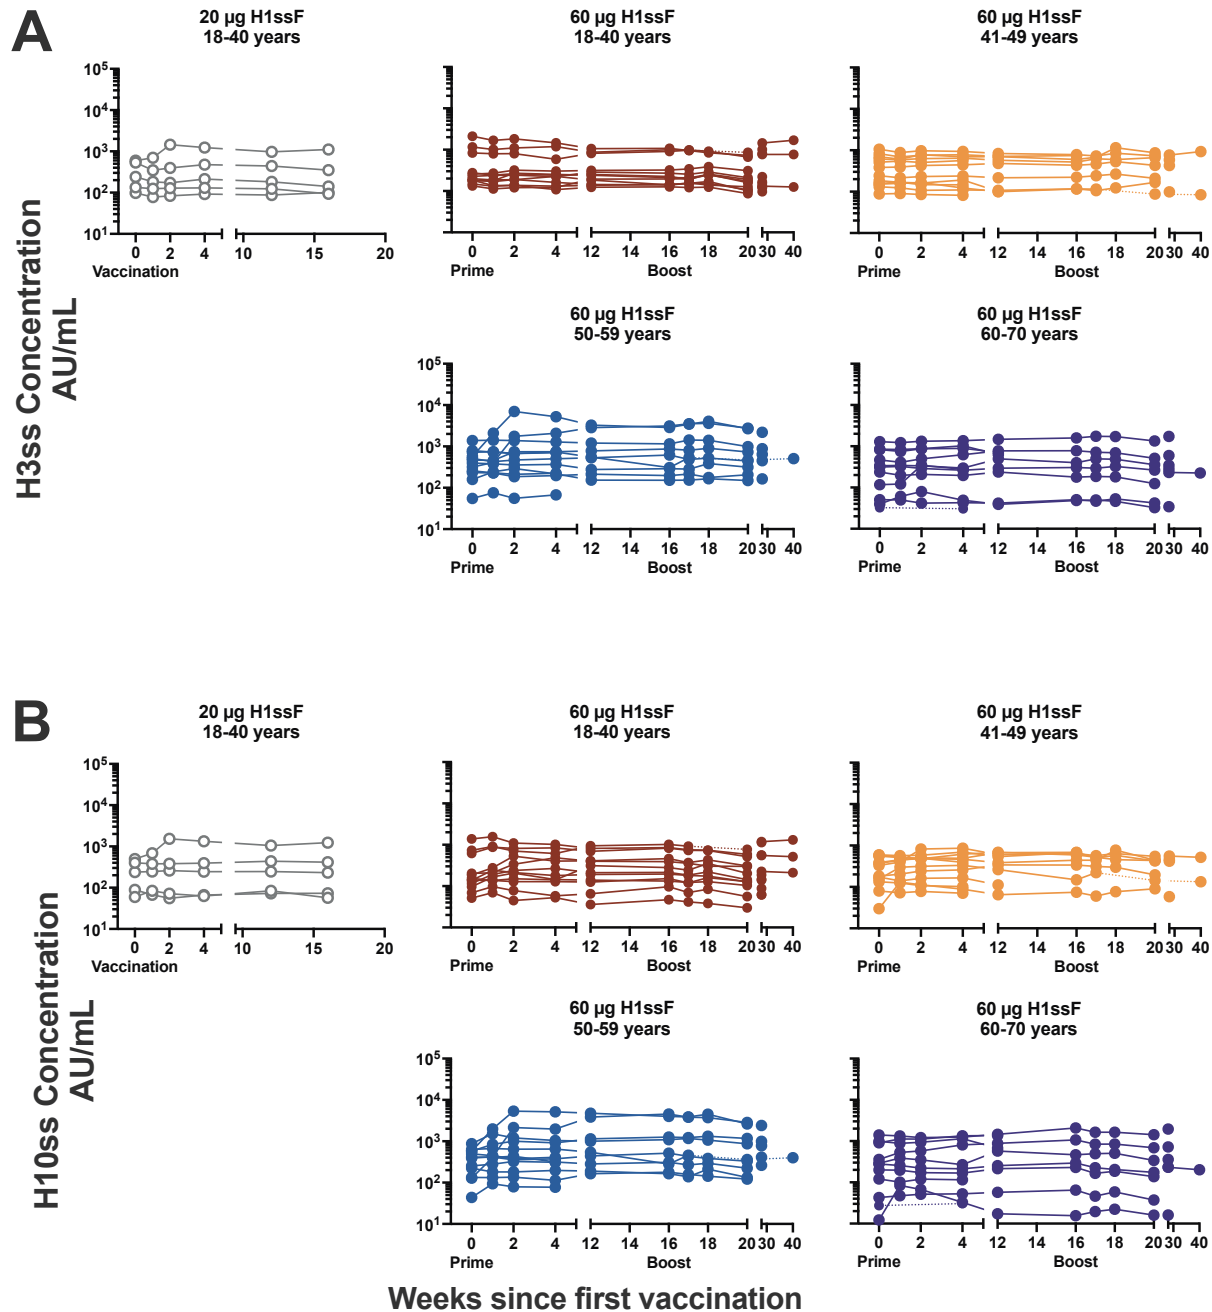 A
20 µg H1ssF
18-40 years
60 µg H1ssF
18-40 years
60 µg H1ssF
41-49 years
10⁵
10⁴
10³
10²
10¹
0 2 4 10 15 20
Vaccination
0 2 4 12 14 16 18 20 30 40
Prime Boost
0 2 4 12 14 16 18 20 30 40
Prime Boost
H3ss Concentration
AU/mL
60 µg H1ssF
50-59 years
60 µg H1ssF
60-70 years
10⁵
10⁴
10³
10²
10¹
0 2 4 12 14 16 18 20 30 40
Prime Boost
0 2 4 12 14 16 18 20 30 40
Prime Boost
B
20 µg H1ssF
18-40 years
60 µg H1ssF
18-40 years
60 µg H1ssF
41-49 years
10⁵
10⁴
10³
10²
10¹
0 2 4 10 15 20
Vaccination
0 2 4 12 14 16 18 20 30 40
Prime Boost
0 2 4 12 14 16 18 20 30 40
Prime Boost
H10ss Concentration
AU/mL
60 µg H1ssF
50-59 years
60 µg H1ssF
60-70 years
10⁵
10⁴
10³
10²
10¹
0 2 4 12 14 16 18 20 30 40
Prime Boost
0 2 4 12 14 16 18 20 30 40
Prime Boost
Weeks since first vaccination